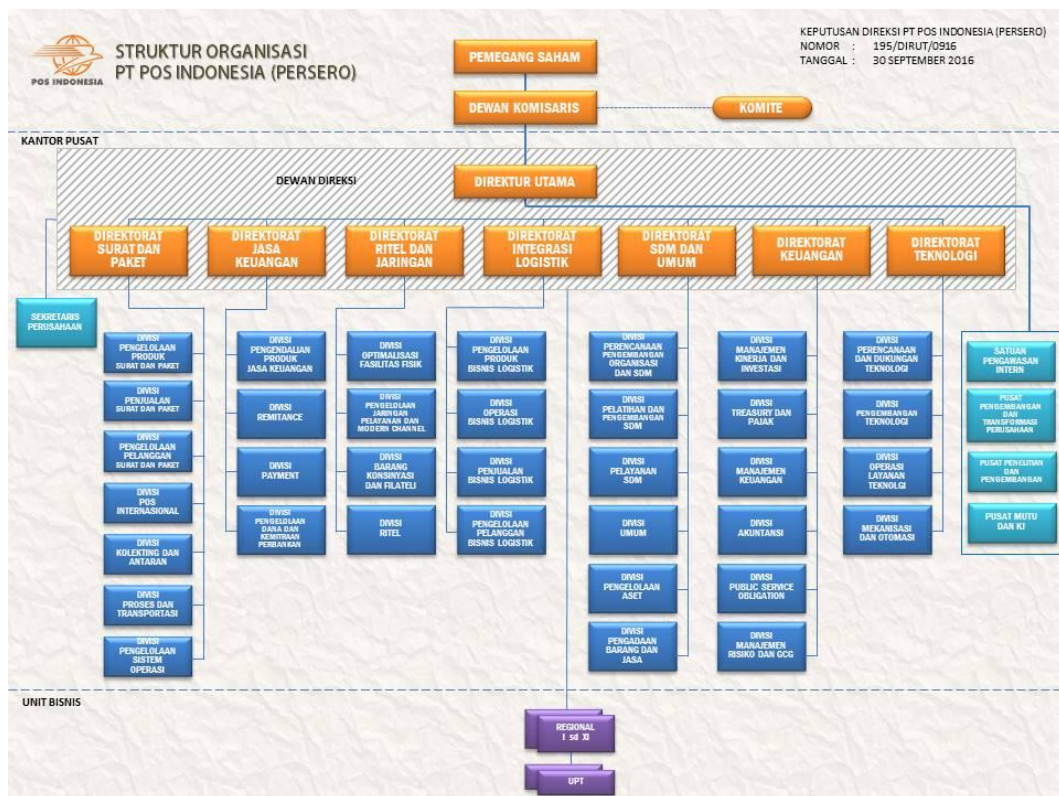 POS INDONESIA
STRUKTUR ORGANISASI
PT POS INDONESIA (PERSERO)
KEPUTUSAN DIREKSI PT POS INDONESIA (PERSERO)
NOMOR : 195/DIRUT/0916
TANGGAL : 30 SEPTEMBER 2016
PEMEGANG SAHAM
DEWAN KOMISARIS
KOMITE
KANTOR PUSAT
DEWAN DIREKSI
DIREKTUR UTAMA
DIREKTORAT
SURAT DAN
PAKET
DIREKTORAT
JASA
KEUANGAN
DIREKTORAT
RITEL DAN
JARINGAN
DIREKTORAT
INTEGRASI
LOGISTIK
DIREKTORAT
SDM DAN
UMUM
DIREKTORAT
KEUANGAN
DIREKTORAT
TEKNOLOGI
SEKRETARIS
PERUSAHAAN
DIVISI
PENGELOLAAN
PRODUK
SURAT DAN PAKET
DIVISI
PENJUALAN
SURAT DAN PAKET
DIVISI
PENGELOLAAN
PELANGGAN
SURAT DAN PAKET
DIVISI
POS
INTERNASIONAL
DIVISI
KOLEKTING DAN
ANTARAN
DIVISI
PROSES DAN
TRANSPORTASI
DIVISI
PENGELOLAAN
SISTEM
OPERASI
DIVISI
PENGENDALIAN
PRODUK
JASA KEUANGAN
DIVISI
REMITANCE
DIVISI
PAYMENT
DIVISI
PENGELOLAAN
DANA DAN
KEMITRAAN
PERBANKAN
DIVISI
OPTIMALISASI
FASILITAS FISIK
DIVISI
PENGELOLAAN
JARINGAN
PELAYANAN DAN
MODERN CHANNEL
DIVISI
BARANG
KONSINYASI
DAN FILATELI
DIVISI
RITEL
DIVISI
PENGELOLAAN
PRODUK
BISNIS LOGISTIK
DIVISI
OPERASI
BISNIS LOGISTIK
DIVISI
PENJUALAN
BISNIS LOGISTIK
DIVISI
PENGELOLAAN
PELANGGAN
BISNIS LOGISTIK
DIVISI
PERENCANAAN
PENGEMBANGAN
ORGANISASI
DAN SDM
DIVISI
PELATIHAN DAN
PENGEMBANGAN
SDM
DIVISI
PELAYANAN
SDM
DIVISI
UMUM
DIVISI
PENGELOLAAN
ASET
DIVISI
PENGADAAN
BARANG DAN
JASA
DIVISI
MANAJEMEN
KINERJA DAN
INVESTASI
DIVISI
TREASURY DAN
PAJAK
DIVISI
MANAJEMEN
KEUANGAN
DIVISI
AKUNTANSI
DIVISI
PUBLIC SERVICE
OBLIGATION
DIVISI
MANAJEMEN
RISIKO DAN GCG
DIVISI
PERENCANAAN
DAN DUKUNGAN
TEKNOLOGI
DIVISI
PENGEMBANGAN
TEKNOLOGI
DIVISI
OPERASI
LAYANAN
TEKNOLGI
DIVISI
MEKANISASI
DAN OTOMASI
SATUAN
PENGAWASAN
INTERN
PUSAT
PENGEMBANGAN
DAN
TRANSFORMASI
PERUSAHAAN
PUSAT PENELITIAN
DAN
PENGEMBANGAN
PUSAT MUTU
DAN KJ
UNIT BISNIS
REGIONAL
I sd XI
UPT